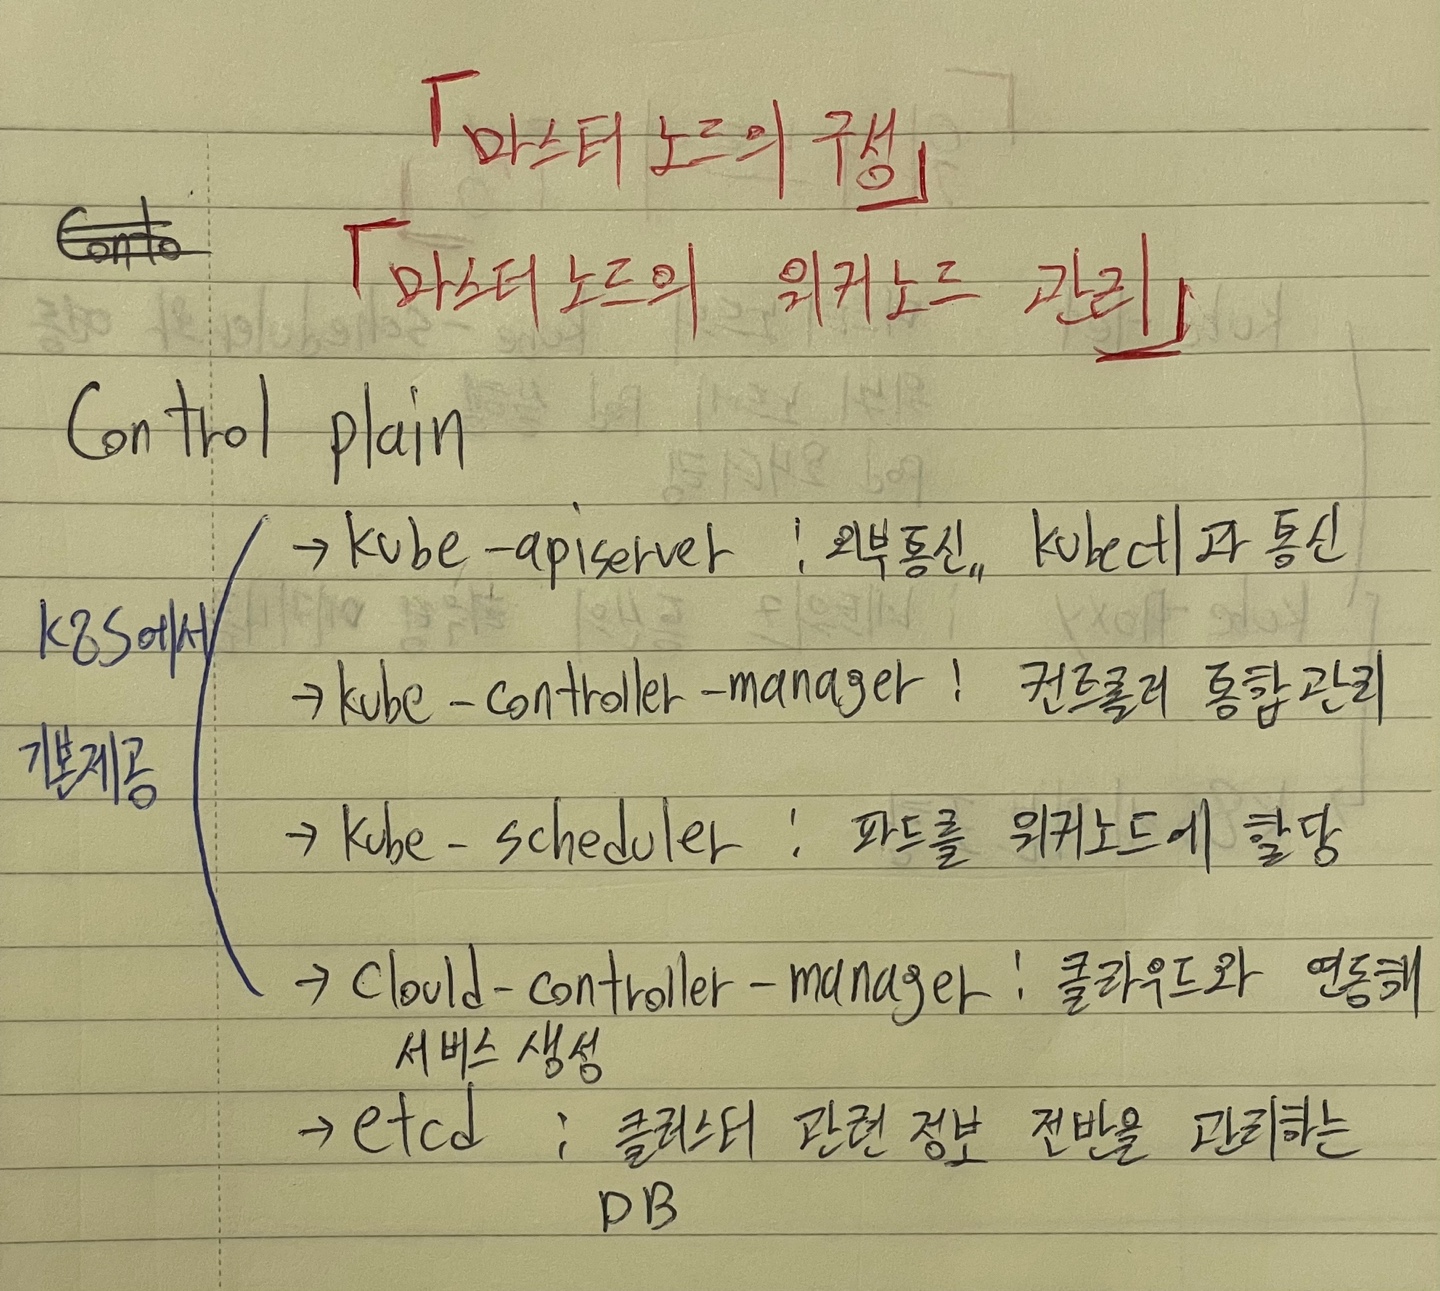 「마스터 노드의 구성」
Conto
「마스터 노드의 워커노드 관리」
Control plain
→ kube-apiserver : 외부통신,, kubectl과 통신
K8S에서
→ kube-controller-manager : 컨트롤러 통합관리
기본제공
→ kube-scheduler : 파드를 워커노드에 할당
→ Clould-controller-manager : 클라우드와 연동해
서비스 생성
→ etcd : 클러스터 관련 정보 전반을 관리하는
DB